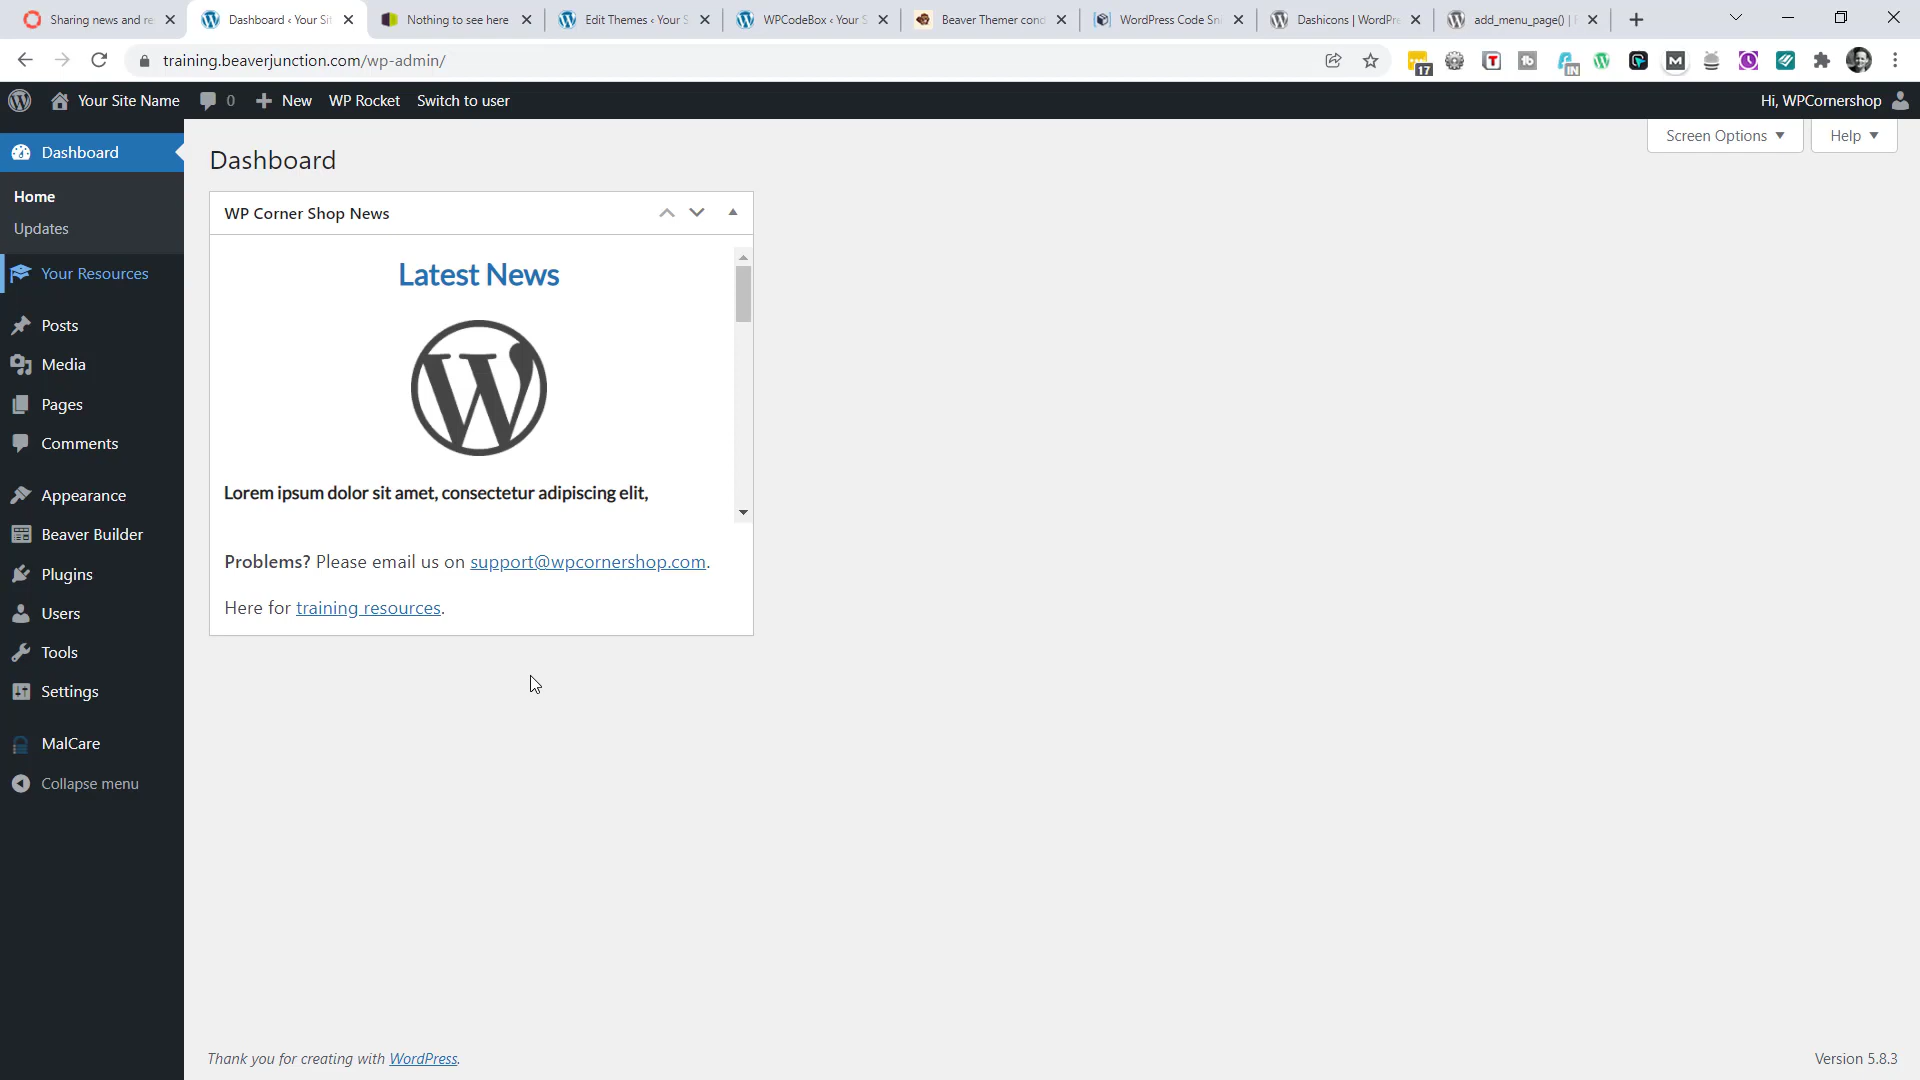 Sharing news and re
Dashboard ‹ Your Sit
Nothing to see here
Edit Themes ‹ Your S
WPCodeBox ‹ Your S
Beaver Themer cond
WordPress Code Sni
Dashicons | WordPre
add_menu_page() | F
training.beaverjunction.com/wp-admin/
17
T
IN
M
Your Site Name
0
New
WP Rocket
Switch to user
Hi, WPCornershop
Screen Options
Help
Dashboard
Home
Updates
Your Resources
Posts
Media
Pages
Comments
Appearance
Beaver Builder
Plugins
Users
Tools
Settings
MalCare
Collapse menu
Dashboard
WP Corner Shop News
Latest News
W
Lorem ipsum dolor sit amet, consectetur adipiscing elit,
Problems? Please email us on support@wpcornershop.com.
Here for training resources.
Thank you for creating with WordPress.
Version 5.8.3